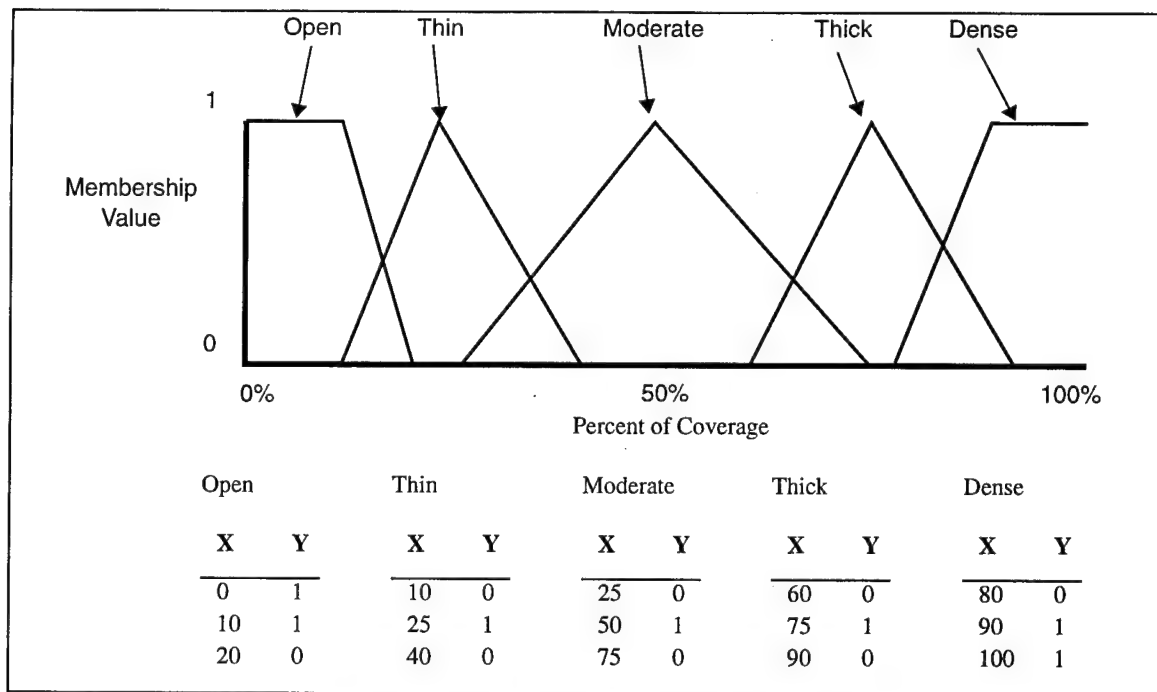 Open Thin Moderate Thick Dense
1
Membership
Value
0
0% 50% 100%
Percent of Coverage
Open Thin Moderate Thick Dense
X Y X Y X Y X Y X Y
0 1 10 0 25 0 60 0 80 0
10 1 25 1 50 1 75 1 90 1
20 0 40 0 75 0 90 0 100 1